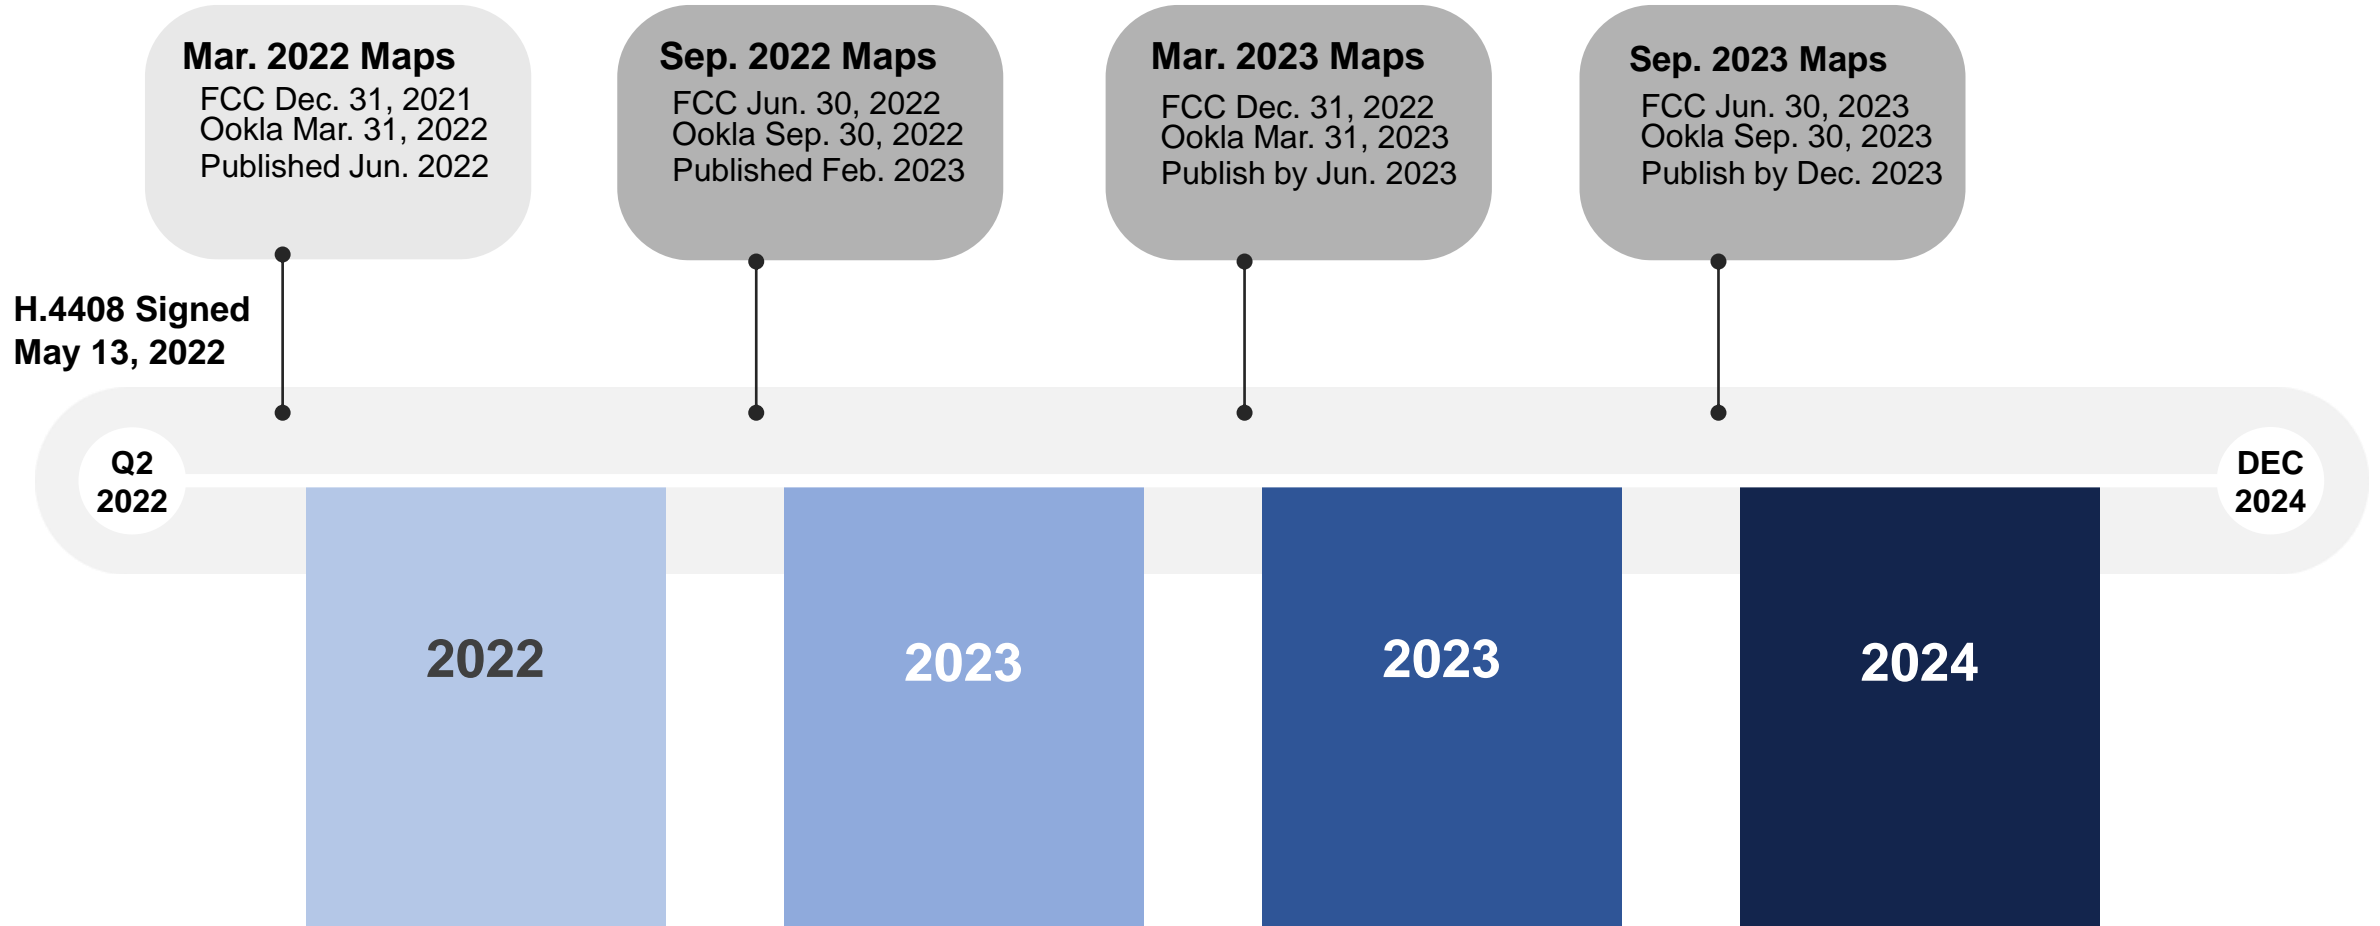 Mar. 2022 Maps
FCC Dec. 31, 2021
Ookla Mar. 31, 2022
Published Jun. 2022
Sep. 2022 Maps
FCC Jun. 30, 2022
Ookla Sep. 30, 2022
Published Feb. 2023
Mar. 2023 Maps
FCC Dec. 31, 2022
Ookla Mar. 31, 2023
Publish by Jun. 2023
Sep. 2023 Maps
FCC Jun. 30, 2023
Ookla Sep. 30, 2023
Publish by Dec. 2023
H.4408 Signed
May 13, 2022
Q2
2022
DEC
2024
2022
2023
2023
2024